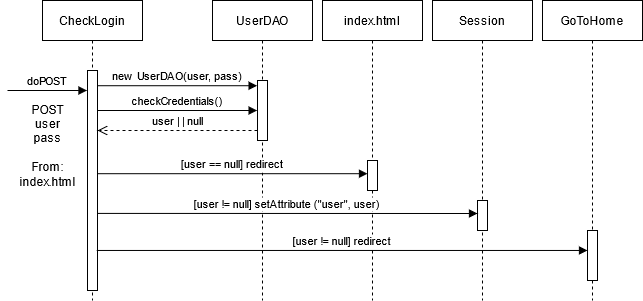 CheckLogin
UserDAO
index.html
Session
GoToHome
doPOST
new UserDAO(user, pass)
checkCredentials()
POST
user
pass
user || null
From:
index.html
[user == null] redirect
[user != null] setAttribute ("user", user)
[user != null] redirect